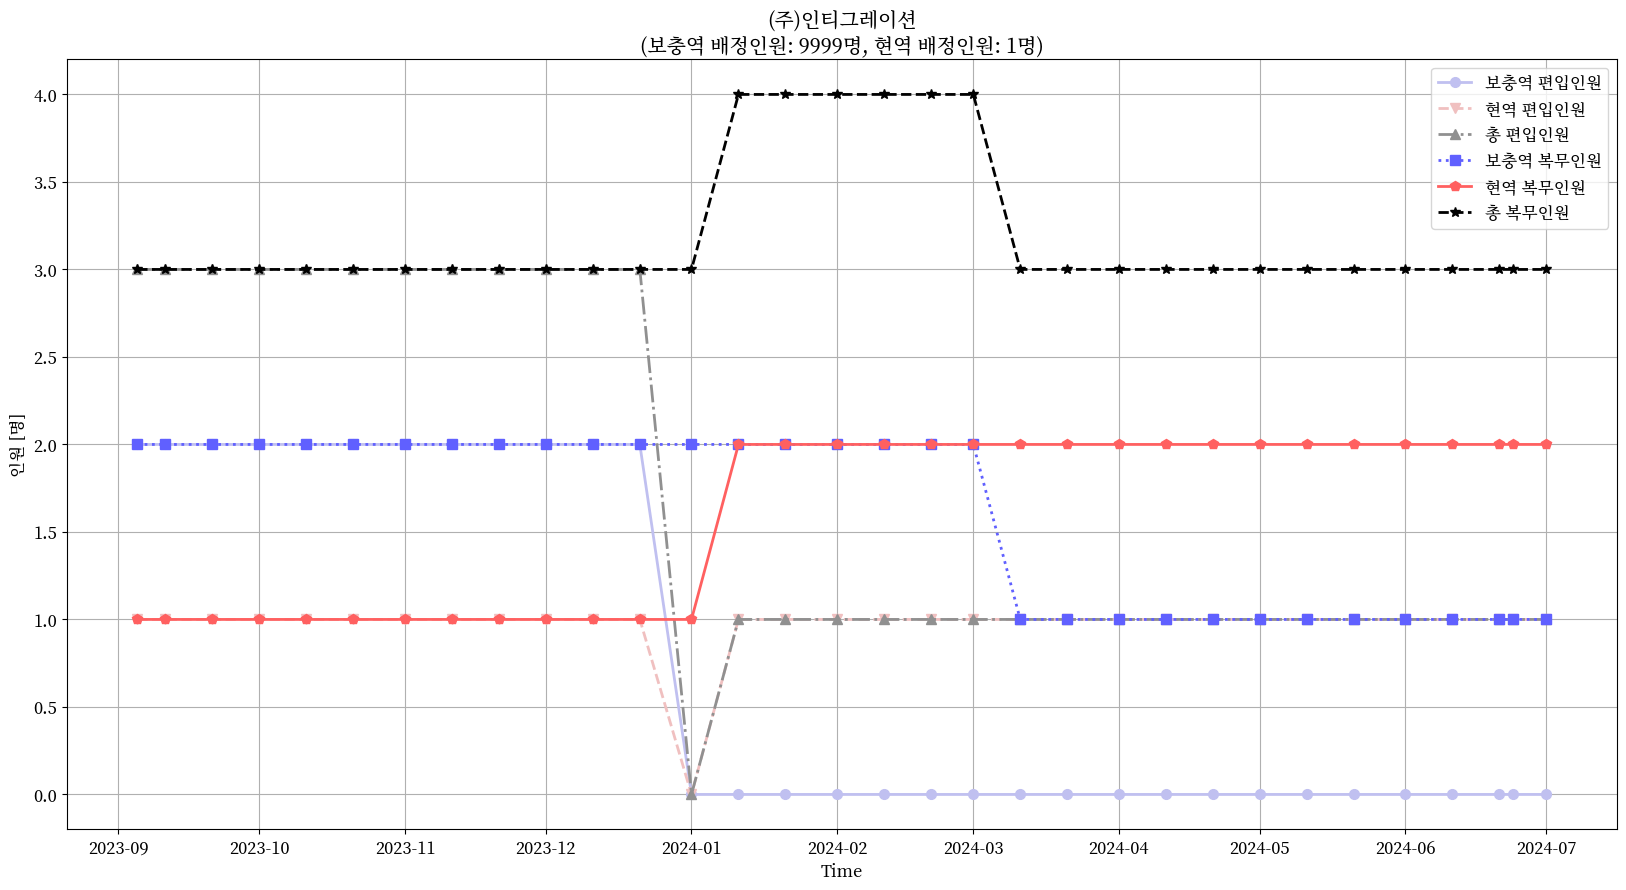 (주)인티그레이션
(보충역 배정인원: 9999명, 현역 배정인원: 1명)
보충역 편입인원
현역 편입인원
총 편입인원
보충역 복무인원
현역 복무인원
총 복무인원
인원 [명]
4.0
3.5
3.0
2.5
2.0
1.5
1.0
0.5
0.0
2023-09 2023-10 2023-11 2023-12 2024-01 2024-02 2024-03 2024-04 2024-05 2024-06 2024-07
Time